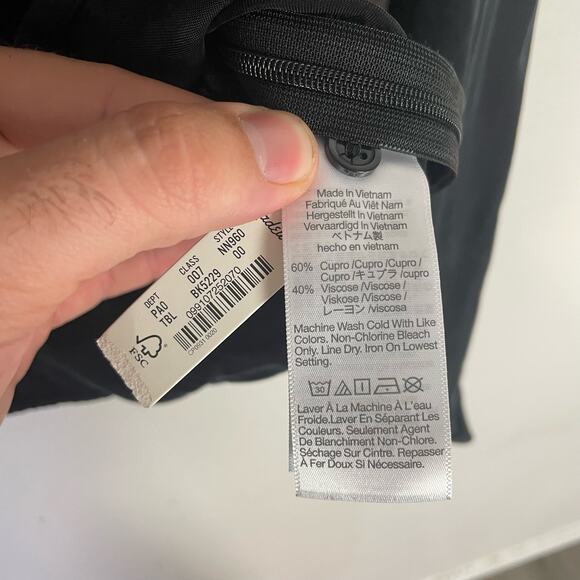 Made In Vietnam
Fabriqué Au Viêt Nam
Hergestellt In Vietnam
Vervaardigd In Vietnam
ベトナム製
hecho en vietnam
60% Cupro /Cupro /Cupro /
Cupro /キュプラ /cupro
40% Viscose /Viscose /
Viskose /Viscose /
レーヨン /viscosa
Machine Wash Cold With Like
Colors. Non-Chlorine Bleach
Only. Line Dry. Iron On Lowest
Setting.
30
Laver À La Machine À L'eau
Froide.Laver En Séparant Les
Couleurs. Seulement Agent
De Blanchiment Non-Chlore.
Séchage Sur Cintre. Repasser
À Fer Doux Si Nécessaire.
DEPT CLASS STYLE
PA0 007 NN960
TBL BK5229 00
099107252070
CP0531 0020
FSC